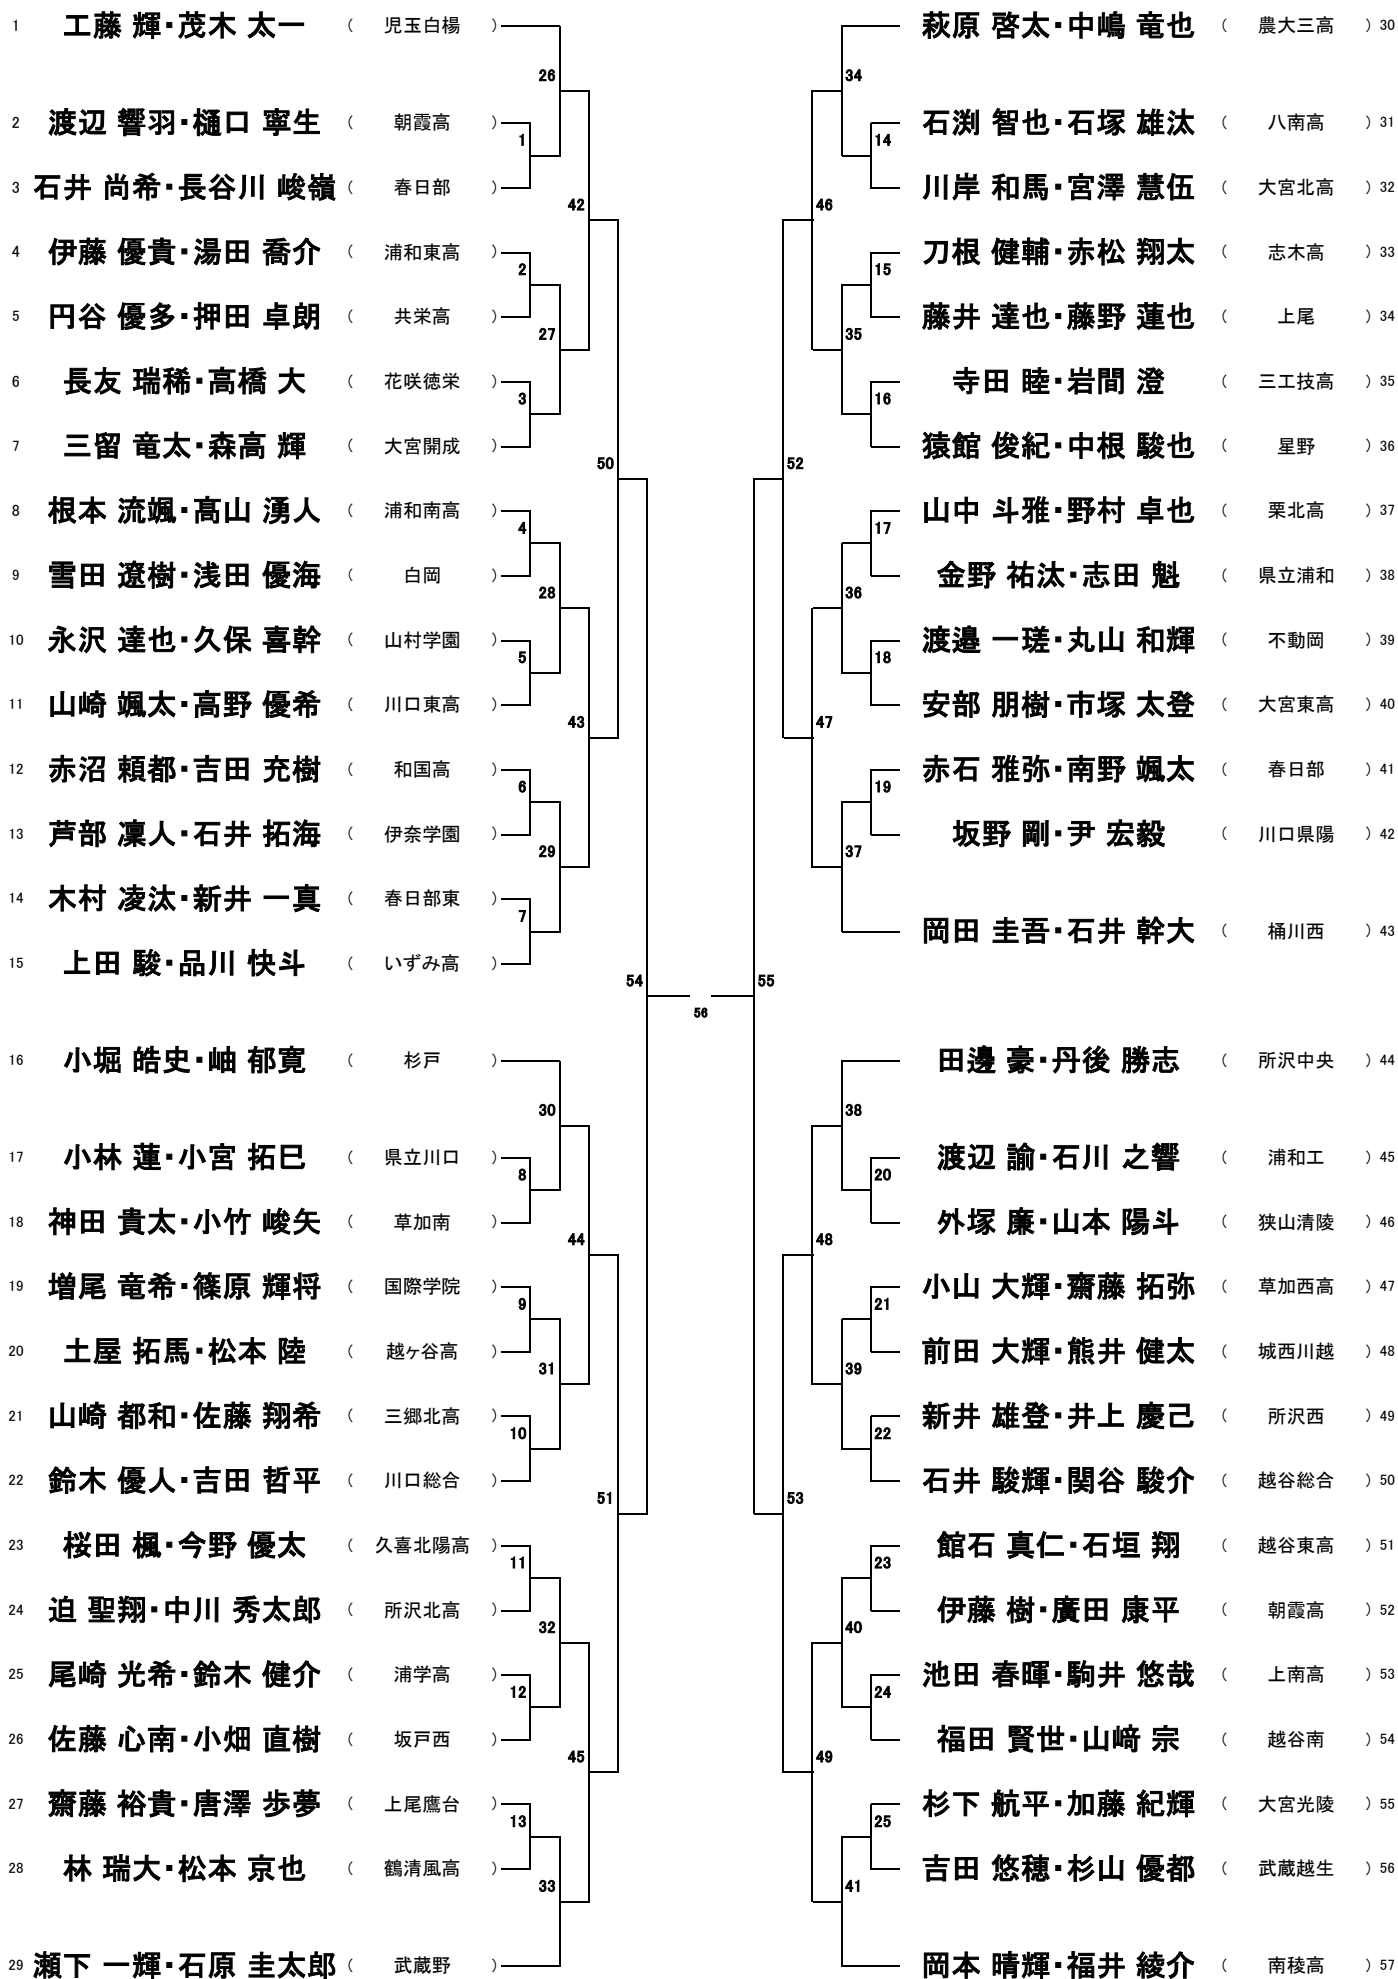 1 工藤 輝・茂木 太一 ( 児玉白楊 )
26
2 渡辺 響羽・樋口 寧生 ( 朝霞高 )
1
3 石井 尚希・長谷川 峻嶺 ( 春日部 )
42
4 伊藤 優貴・湯田 喬介 ( 浦和東高 )
2
5 円谷 優多・押田 卓朗 ( 共栄高 )
27
6 長友 瑞稀・高橋 大 ( 花咲徳栄 )
3
7 三留 竜太・森高 輝 ( 大宮開成 )
50
8 根本 流颯・髙山 湧人 ( 浦和南高 )
4
9 雪田 遼樹・浅田 優海 ( 白岡 )
28
10 永沢 達也・久保 喜幹 ( 山村学園 )
5
11 山崎 颯太・高野 優希 ( 川口東高 )
43
12 赤沼 頼都・吉田 充樹 ( 和国高 )
6
13 芦部 凜人・石井 拓海 ( 伊奈学園 )
29
14 木村 凌汰・新井 一真 ( 春日部東 )
7
15 上田 駿・品川 快斗 ( いずみ高 )
54
16 小堀 皓史・岫 郁寛 ( 杉戸 )
30
17 小林 蓮・小宮 拓巳 ( 県立川口 )
8
18 神田 貴太・小竹 峻矢 ( 草加南 )
44
19 増尾 竜希・篠原 輝将 ( 国際学院 )
9
20 土屋 拓馬・松本 陸 ( 越ヶ谷高 )
31
21 山崎 都和・佐藤 翔希 ( 三郷北高 )
10
22 鈴木 優人・吉田 哲平 ( 川口総合 )
51
23 桜田 楓・今野 優太 ( 久喜北陽高 )
11
24 迫 聖翔・中川 秀太郎 ( 所沢北高 )
32
25 尾崎 光希・鈴木 健介 ( 浦学高 )
12
26 佐藤 心南・小畑 直樹 ( 坂戸西 )
45
27 齋藤 裕貴・唐澤 歩夢 ( 上尾鷹台 )
13
28 林 瑞大・松本 京也 ( 鶴清風高 )
33
29 瀬下 一輝・石原 圭太郎 ( 武蔵野 )
56
萩原 啓太・中嶋 竜也 ( 農大三高 ) 30
34
石渕 智也・石塚 雄汰 ( 八南高 ) 31
14
川岸 和馬・宮澤 慧伍 ( 大宮北高 ) 32
46
刀根 健輔・赤松 翔太 ( 志木高 ) 33
15
藤井 達也・藤野 蓮也 ( 上尾 ) 34
35
寺田 睦・岩間 澄 ( 三工技高 ) 35
16
猿館 俊紀・中根 駿也 ( 星野 ) 36
52
山中 斗雅・野村 卓也 ( 栗北高 ) 37
17
金野 祐汰・志田 魁 ( 県立浦和 ) 38
36
渡邉 一瑳・丸山 和輝 ( 不動岡 ) 39
18
安部 朋樹・市塚 太登 ( 大宮東高 ) 40
47
赤石 雅弥・南野 颯太 ( 春日部 ) 41
19
坂野 剛・尹 宏毅 ( 川口県陽 ) 42
37
岡田 圭吾・石井 幹大 ( 桶川西 ) 43
55
田邊 豪・丹後 勝志 ( 所沢中央 ) 44
38
渡辺 諭・石川 之響 ( 浦和工 ) 45
20
外塚 廉・山本 陽斗 ( 狭山清陵 ) 46
48
小山 大輝・齋藤 拓弥 ( 草加西高 ) 47
21
前田 大輝・熊井 健太 ( 城西川越 ) 48
39
新井 雄登・井上 慶己 ( 所沢西 ) 49
22
石井 駿輝・関谷 駿介 ( 越谷総合 ) 50
53
館石 真仁・石垣 翔 ( 越谷東高 ) 51
23
伊藤 樹・廣田 康平 ( 朝霞高 ) 52
40
池田 春暉・駒井 悠哉 ( 上南高 ) 53
24
福田 賢世・山﨑 宗 ( 越谷南 ) 54
49
杉下 航平・加藤 紀輝 ( 大宮光陵 ) 55
25
吉田 悠穂・杉山 優都 ( 武蔵越生 ) 56
41
岡本 晴輝・福井 綾介 ( 南稜高 ) 57